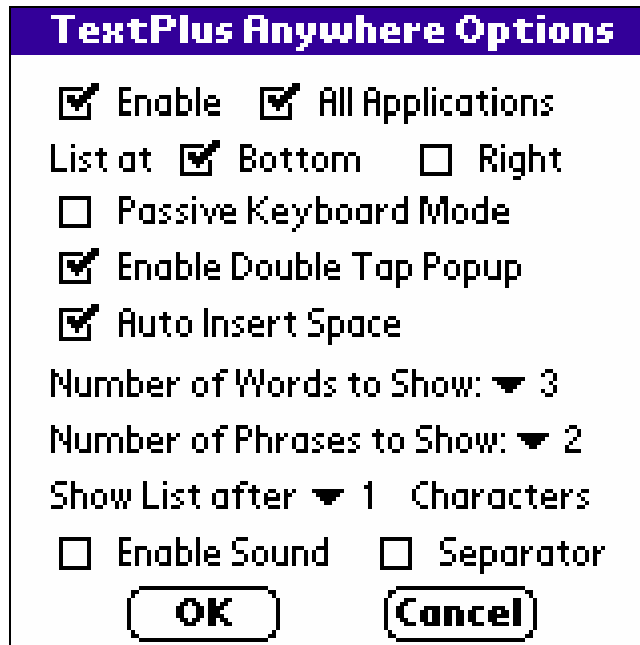 TextPlus Anywhere Options
Enable All Applications
List at Bottom Right
Passive Keyboard Mode
Enable Double Tap Popup
Auto Insert Space
Number of Words to Show: 3
Number of Phrases to Show: 2
Show List after 1 Characters
Enable Sound Separator
OK Cancel